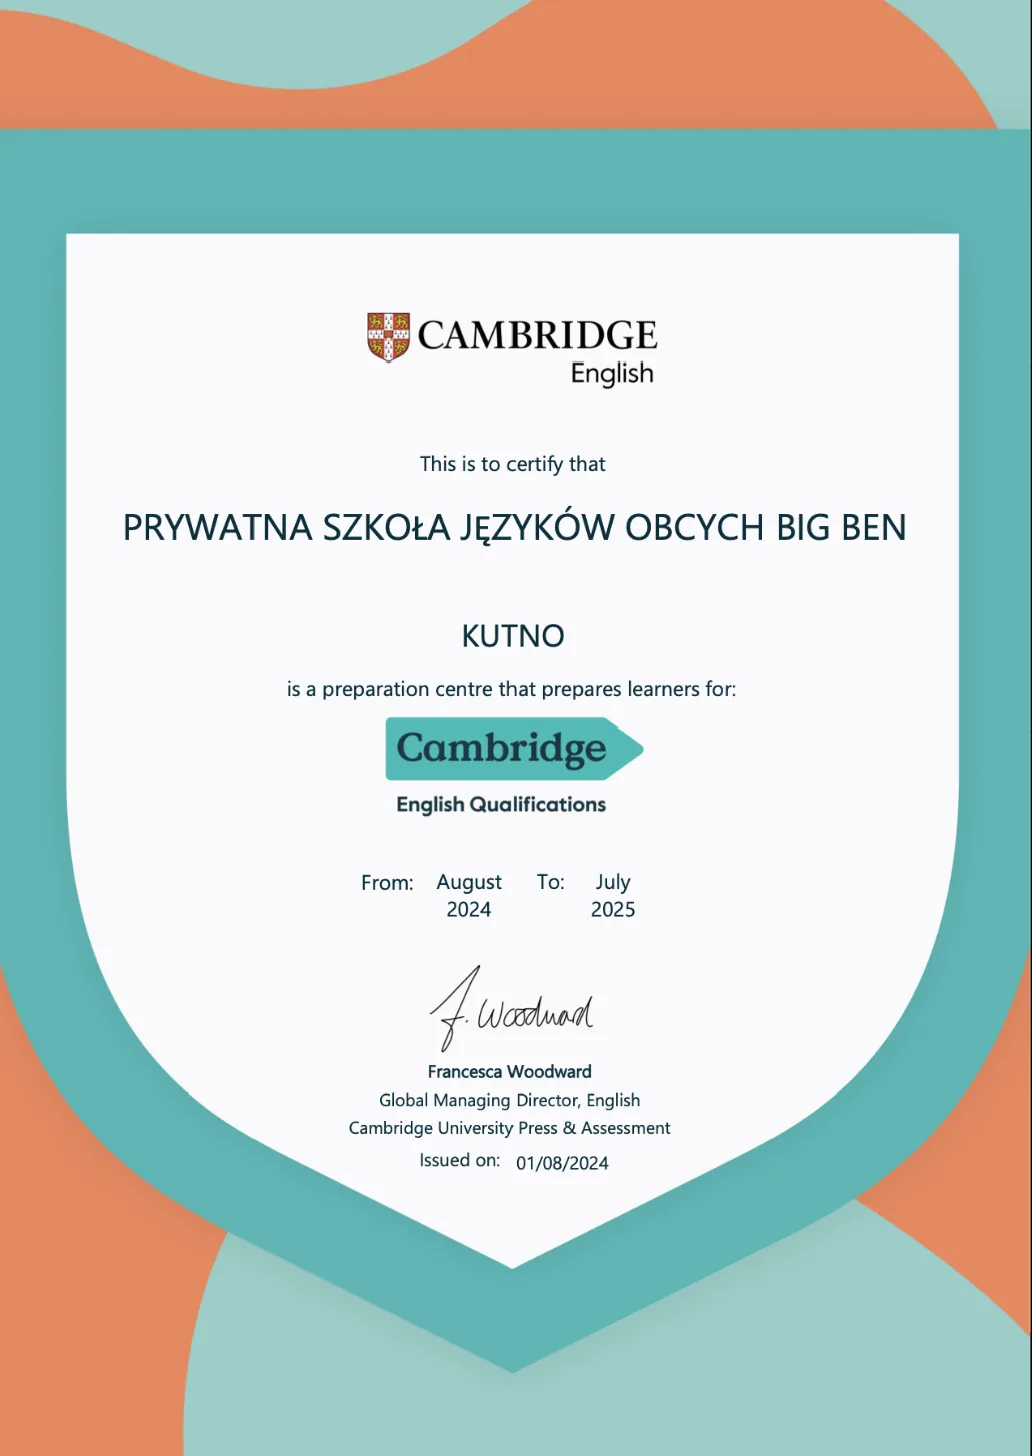 CAMBRIDGE
English
This is to certify that
PRYWATNA SZKOŁA JĘZYKÓW OBCYCH BIG BEN
KUTNO
is a preparation centre that prepares learners for:
Cambridge
English Qualifications
From: August 2024 To: July 2025
F. Woodward
Francesca Woodward
Global Managing Director, English
Cambridge University Press & Assessment
Issued on: 01/08/2024